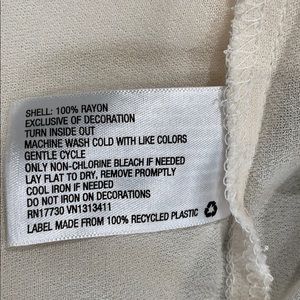 SHELL: 100% RAYON
EXCLUSIVE OF DECORATION
TURN INSIDE OUT
MACHINE WASH COLD WITH LIKE COLORS
GENTLE CYCLE
ONLY NON-CHLORINE BLEACH IF NEEDED
LAY FLAT TO DRY, REMOVE PROMPTLY
COOL IRON IF NEEDED
DO NOT IRON ON DECORATIONS
RN17730 VN1313411
LABEL MADE FROM 100% RECYCLED PLASTIC